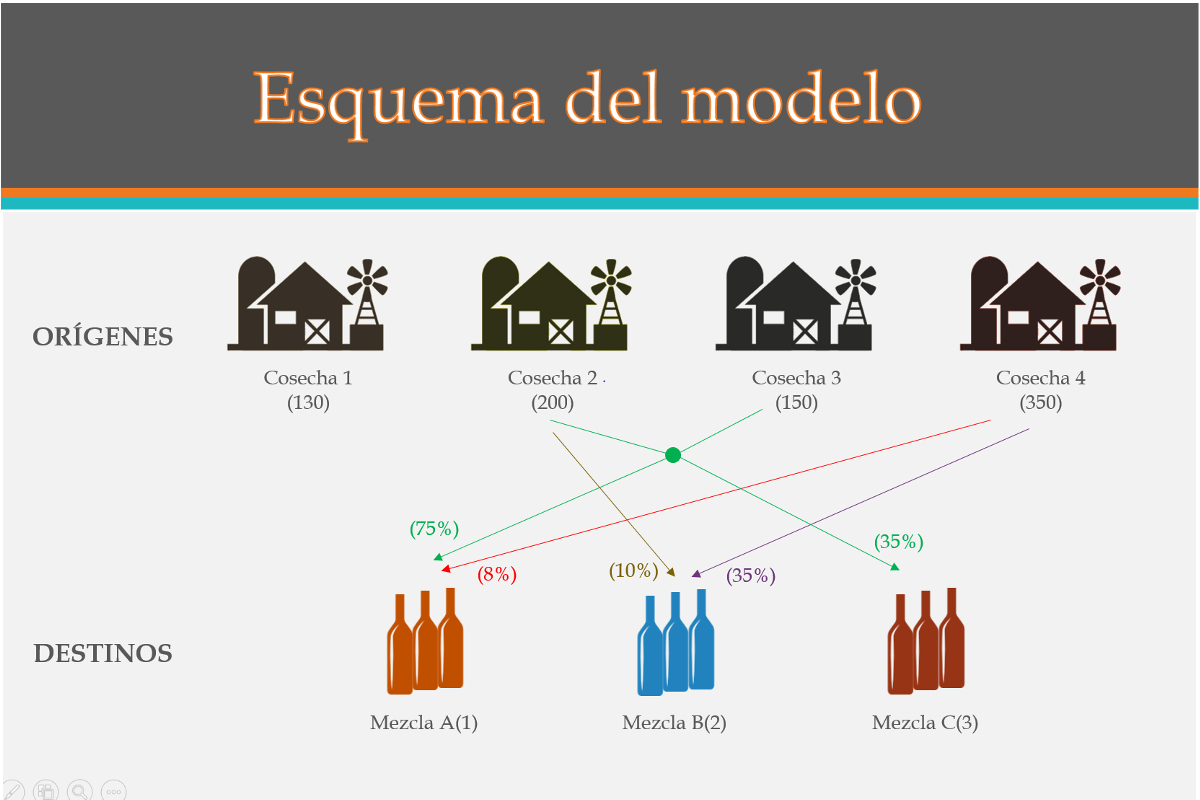 Esquema del modelo
ORÍGENES
Cosecha 1
(130)
Cosecha 2
(200)
Cosecha 3
(150)
Cosecha 4
(350)
(75%)
(8%)
(10%)
(35%)
(35%)
DESTINOS
Mezcla A(1)
Mezcla B(2)
Mezcla C(3)